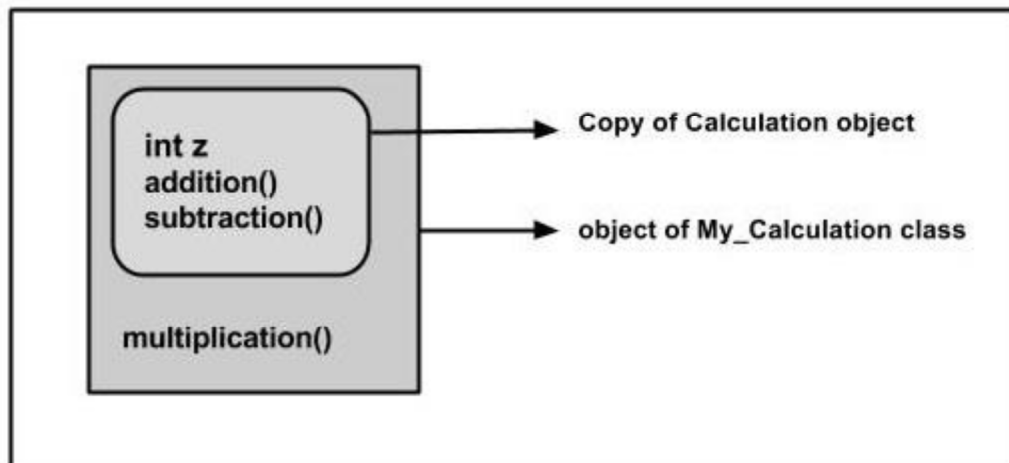 int z
addition()
subtraction()
multiplication()
Copy of Calculation object
object of My_Calculation class